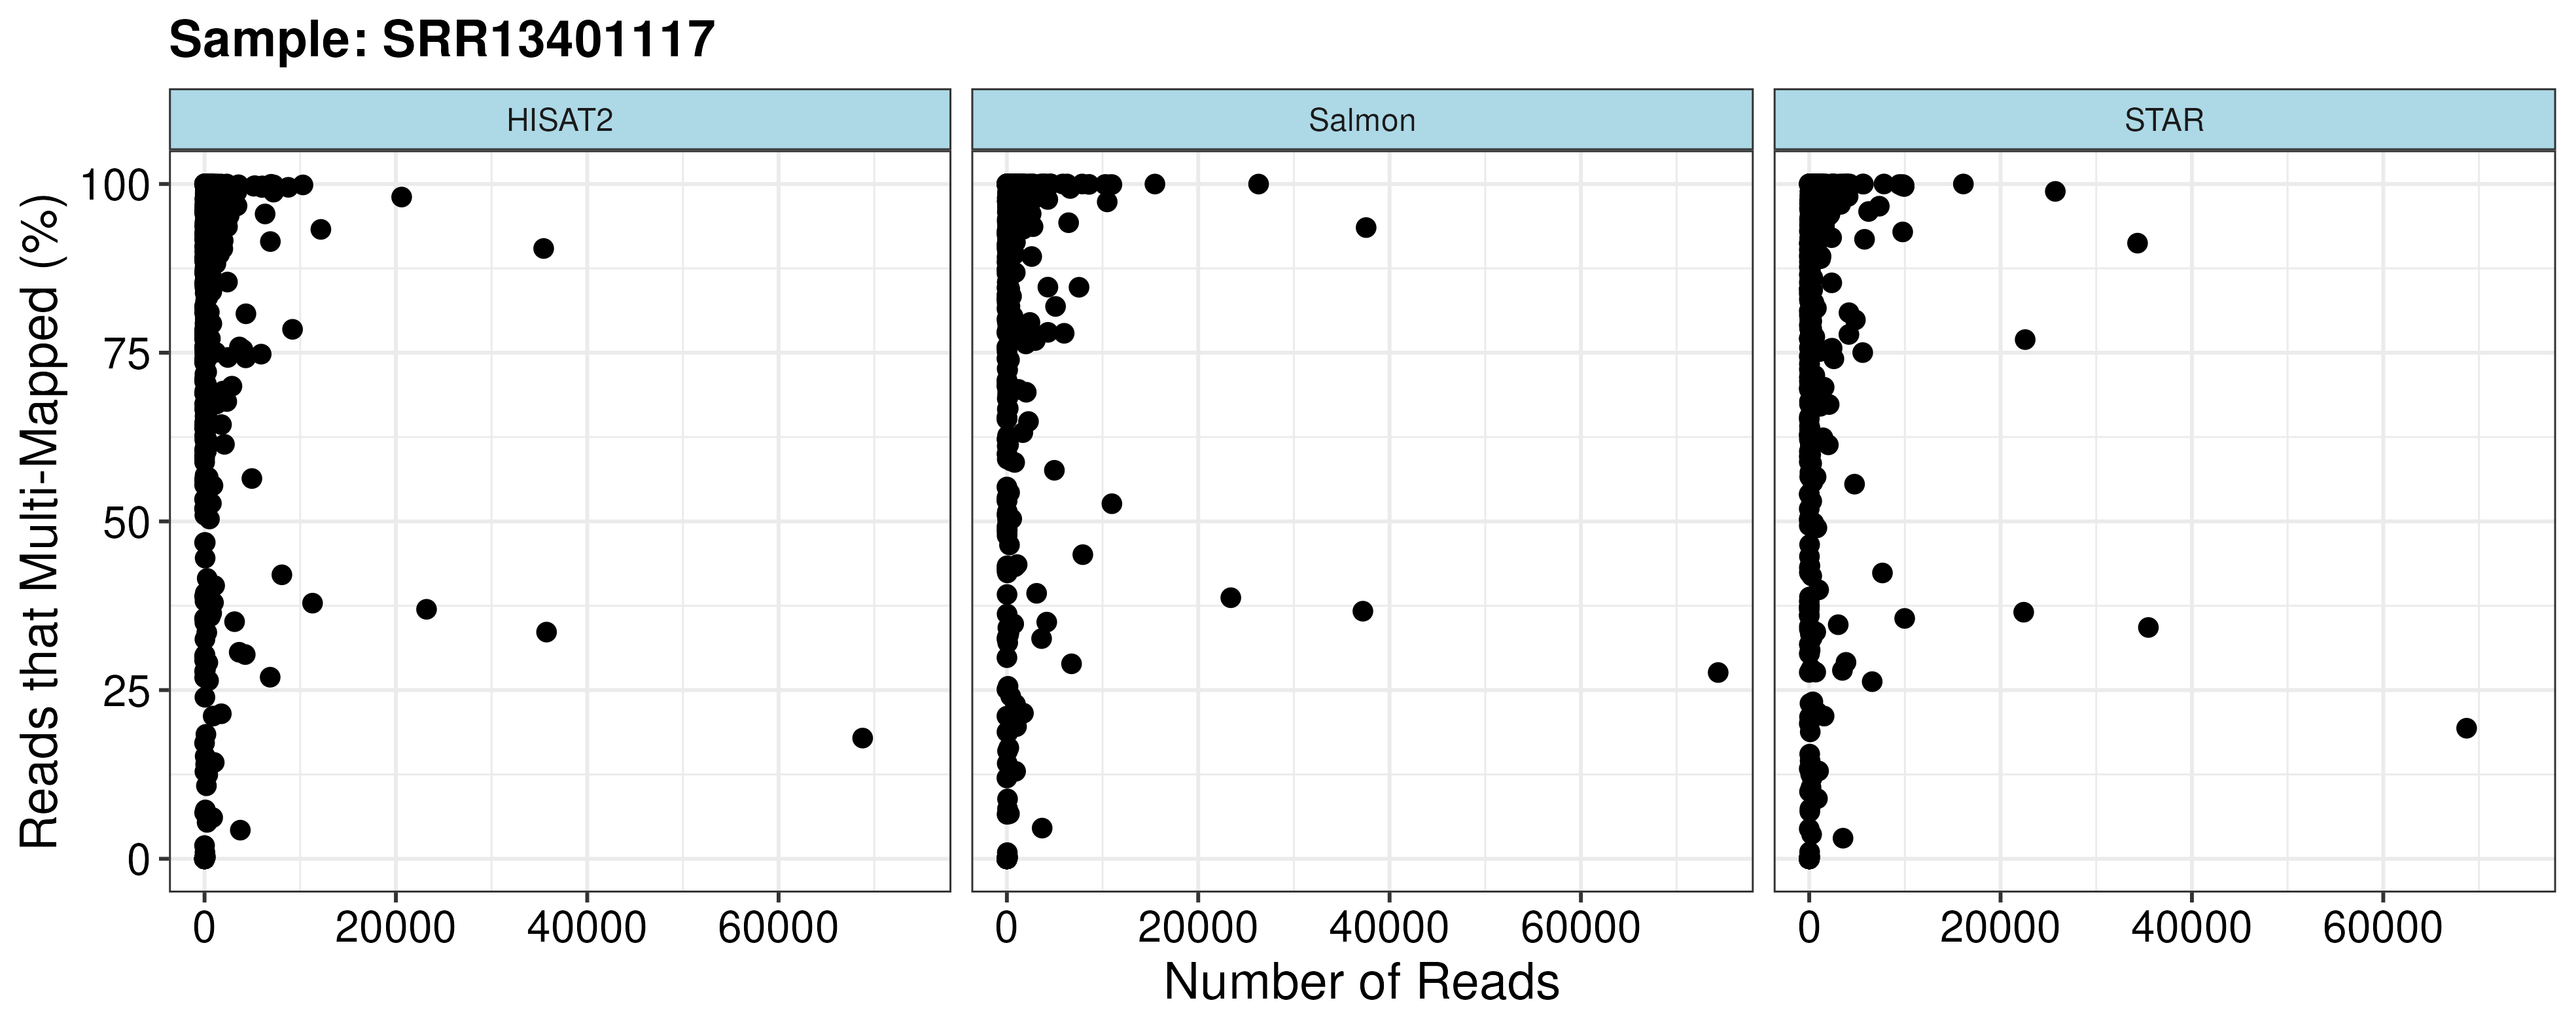 Sample: SRR13401117
HISAT2 Salmon STAR
Reads that Multi-Mapped (%)
100
75
50
25
0
0 20000 40000 60000 0 20000 40000 60000 0 20000 40000 60000
Number of Reads